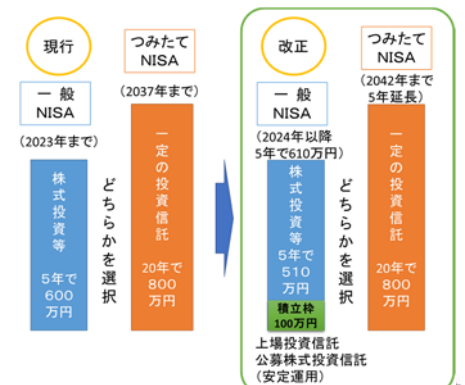 現行
つみたて
NISA
一 般
NISA
（2037年まで）
（2023年まで）
株式投資等
5年で
600
万円
どちらかを選択
一定の投資信託
20年で
800
万円
改正
つみたて
NISA
一 般
NISA
（2042年まで
5年延長）
（2024年以降
5年で610万円）
株式投資等
5年で
510
万円
積立枠
100万円
どちらかを選択
一定の投資信託
20年で
800
万円
上場投資信託
公募株式投資信託
（安定運用）